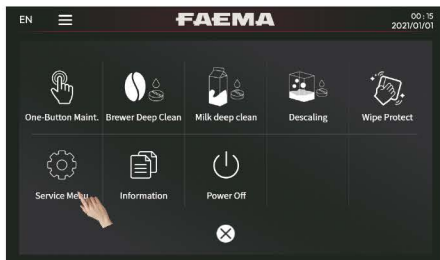 EN
FAEMA
00:15
2021/01/01
One-Button Maint.
Brewer Deep Clean
Milk deep clean
Descaling
Wipe Protect
Service Menu
Information
Power Off